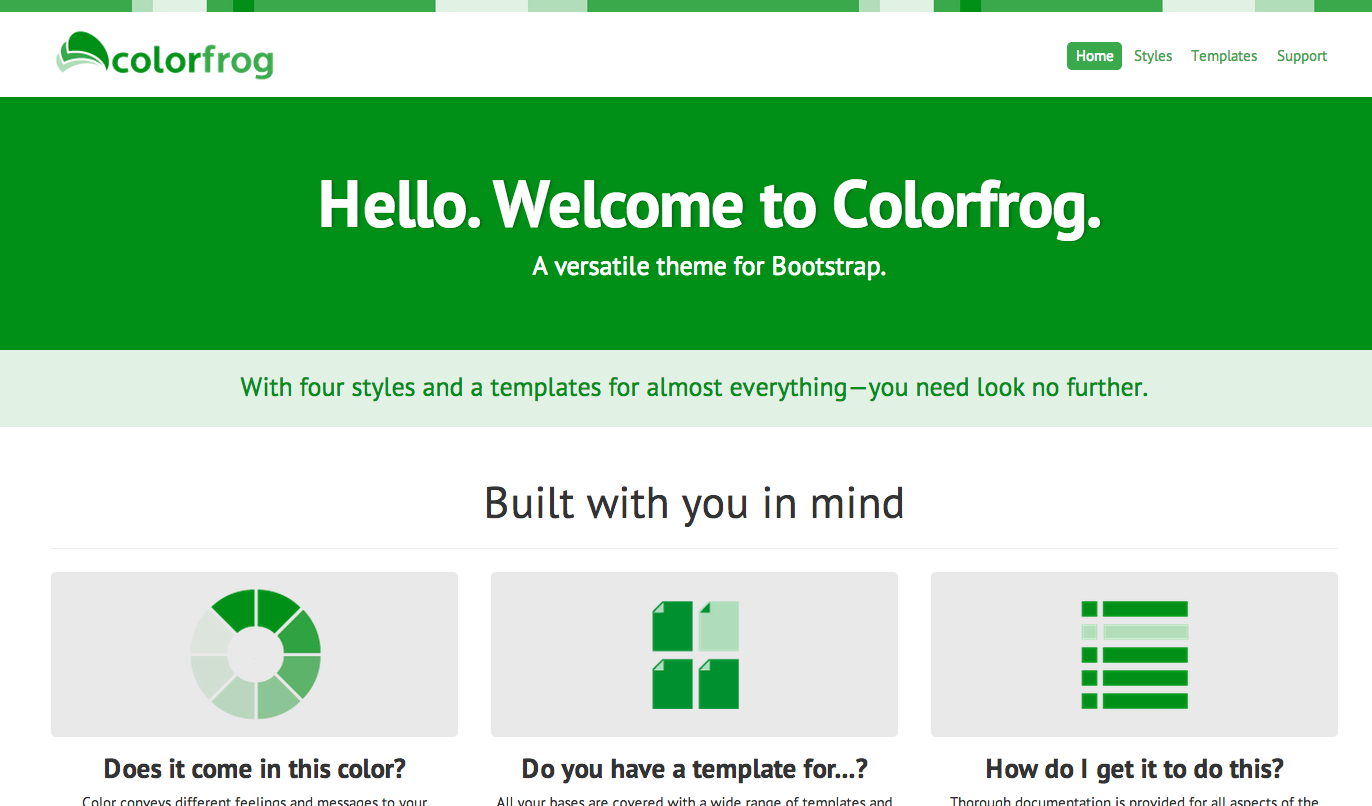 colorfrog
Home Styles Templates Support
Hello. Welcome to Colorfrog.
A versatile theme for Bootstrap.
With four styles and a templates for almost everything—you need look no further.
Built with you in mind
Does it come in this color?
Do you have a template for...?
How do I get it to do this?
Color conveys different feelings and messages to your
All your bases are covered with a wide range of templates and
Thorough documentation is provided for all aspects of the